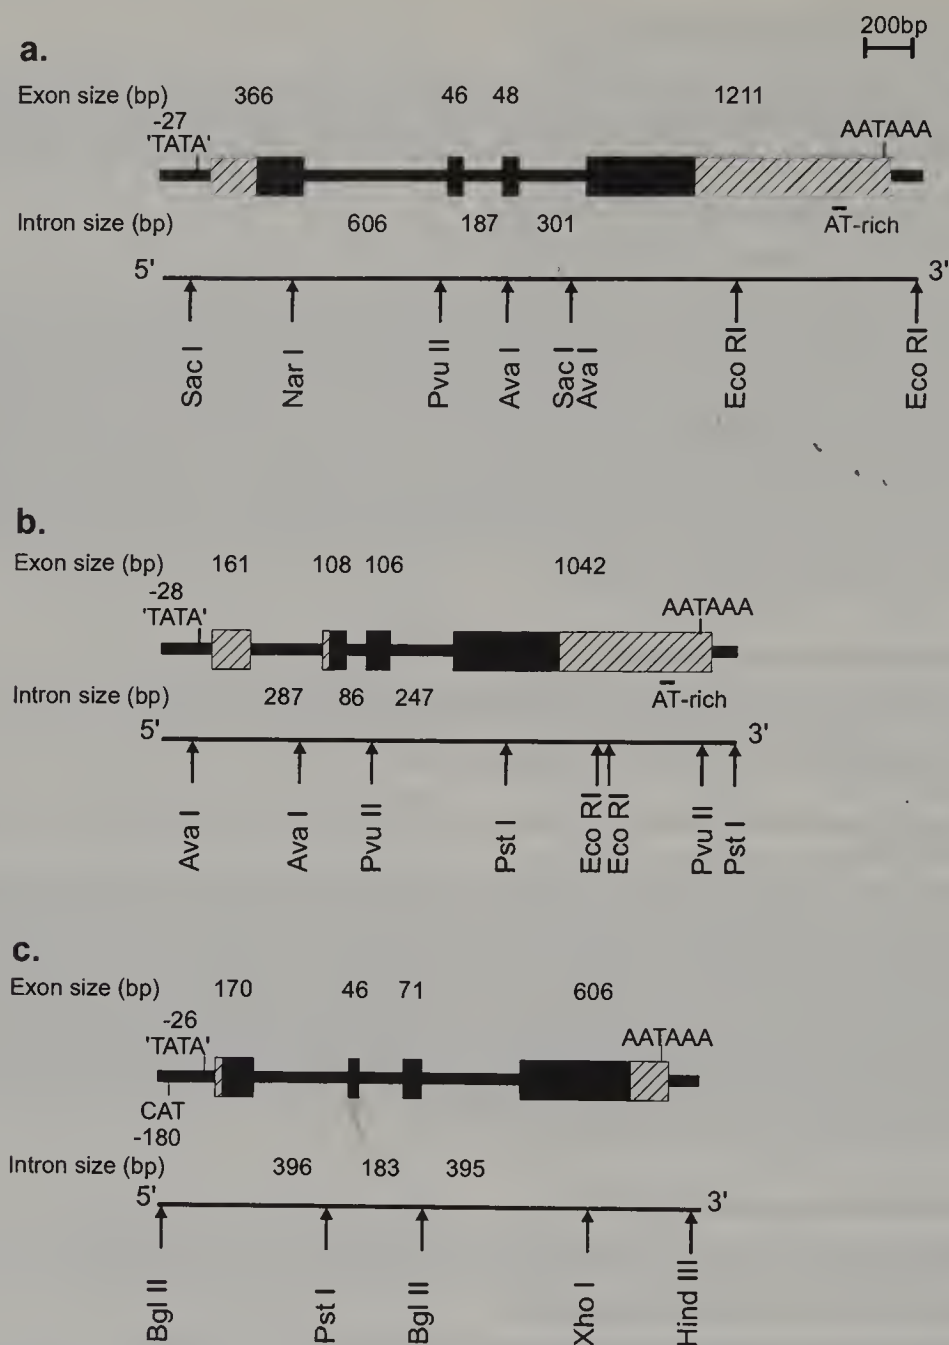 200bp
a.
Exon size (bp) 366 46 48 1211
-27
'TATA' AATAAA
Intron size (bp) 606 187 301 AT-rich
5' 3'
Sac I
Nar I
Pvu II
Ava I
Sac I
Ava I
Eco RI
Eco RI
b.
Exon size (bp) 161 108 106 1042
-28
'TATA' AATAAA
Intron size (bp) 287 86 247 AT-rich
5' 3'
Ava I
Ava I
Pvu II
Pst I
Eco RI
Eco RI
Pvu II
Pst I
c.
Exon size (bp) 170 46 71 606
-26
'TATA' AATAAA
CAT
-180
Intron size (bp) 396 183 395
5' 3'
Bgl II
Pst I
Bgl II
Xho I
Hind III